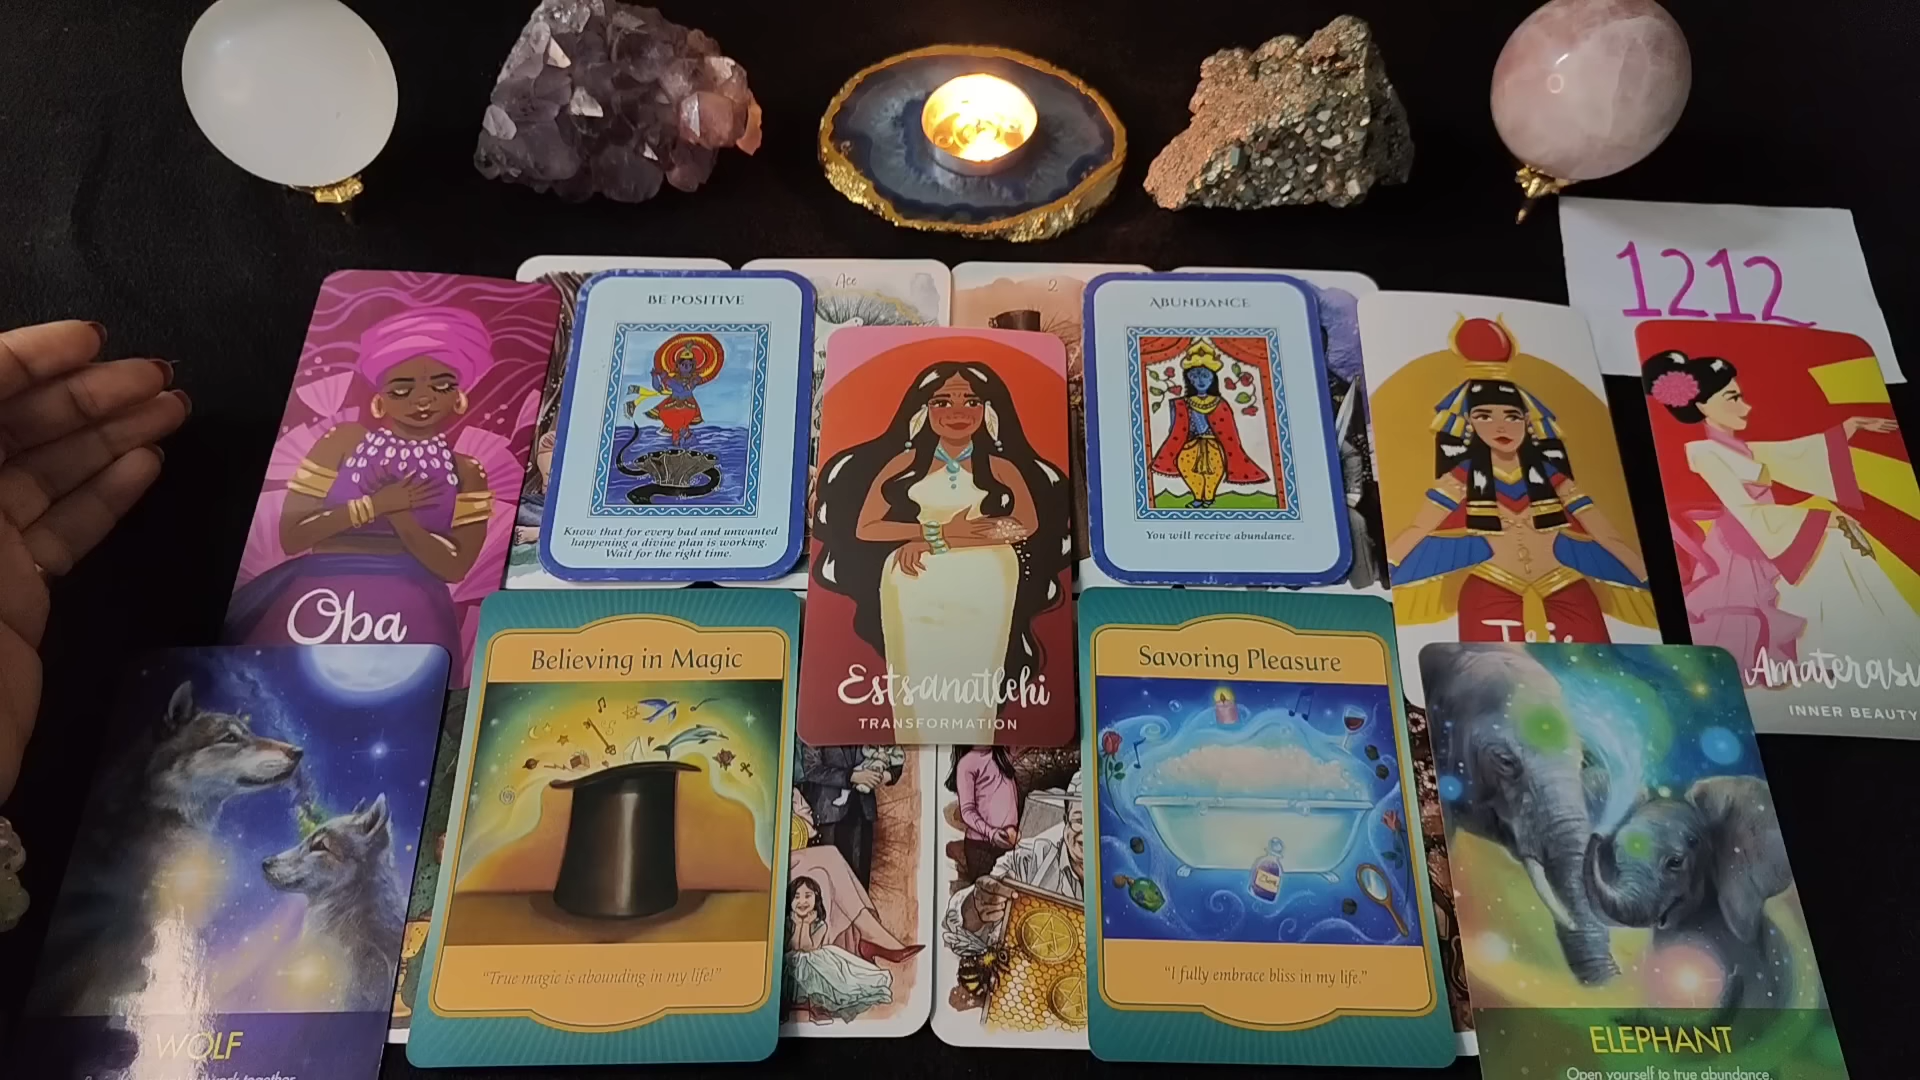 1212
Ace
2
BE POSITIVE
ABUNDANCE
Know that for every bad and unwanted
happening a divine plan is working.
Wait for the right time.
You will receive abundance.
Oba
Estsanatlehi
TRANSFORMATION
Amaterasu
INNER BEAUTY
Believing in Magic
Savoring Pleasure
"True magic is abounding in my life!"
"I fully embrace bliss in my life."
WOLF
together
ELEPHANT
Open yourself to true abundance.